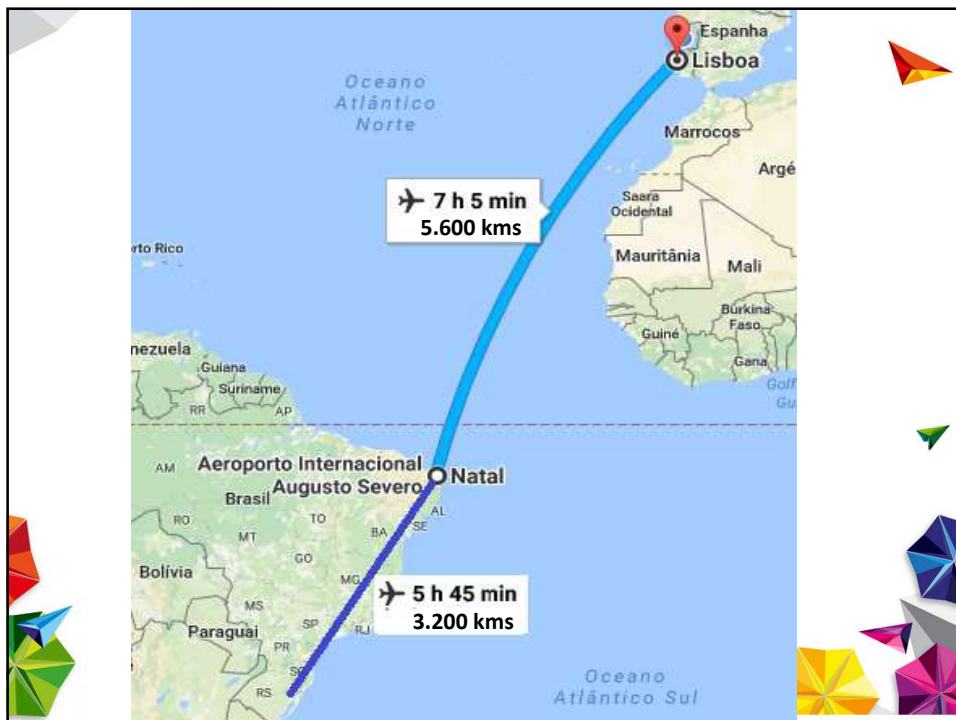 Espanha
Lisboa
Oceano
Atlântico
Norte
Marrocos
Argé
7 h 5 min
5.600 kms
Saara
Ocidental
rto Rico
Mauritânia
Mali
Burkina
Faso
Guiné
Gana
Golf
Gu
nezuela
Guiana
Suriname
RR
AP
AM
Aeroporto Internacional
Augusto Severo
Natal
Brasil
AL
SE
RO
TO
BA
MT
GO
Bolívia
MG
5 h 45 min
3.200 kms
MS
SP
RJ
Paraguai
PR
SC
RS
Oceano
Atlântico Sul